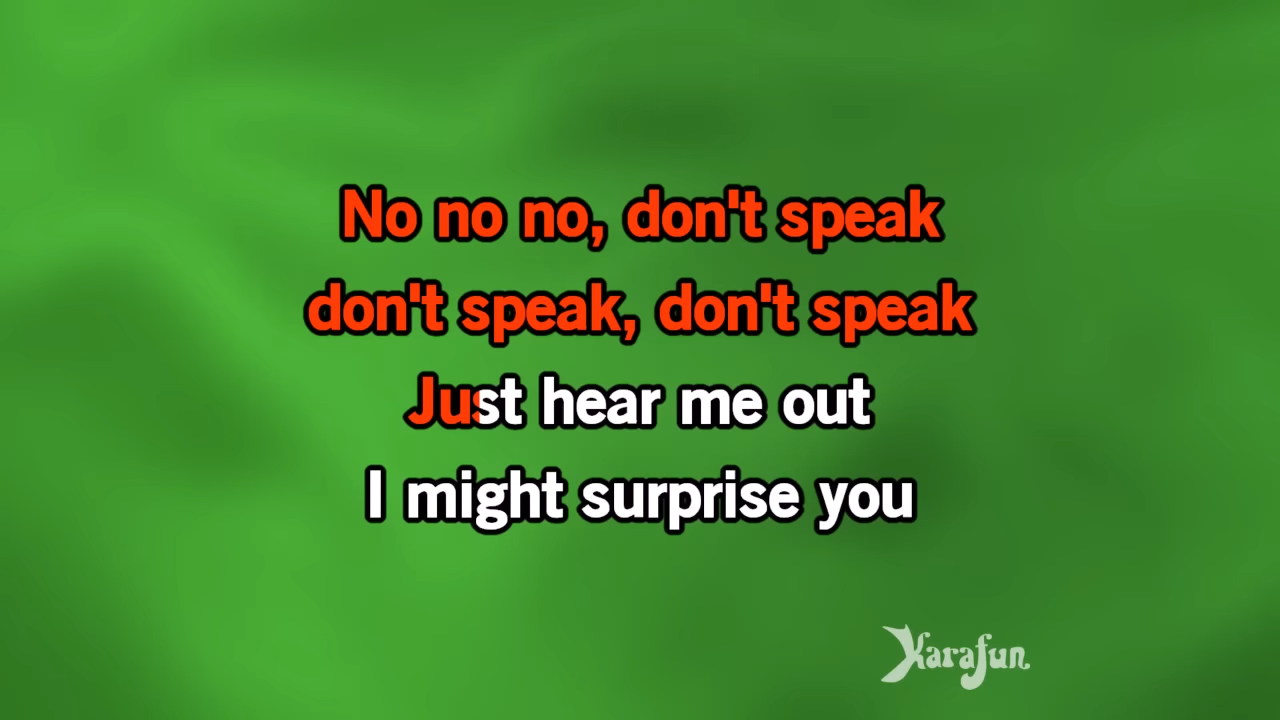 No no no, don't speak
don't speak, don't speak
Just hear me out
I might surprise you
Karafun